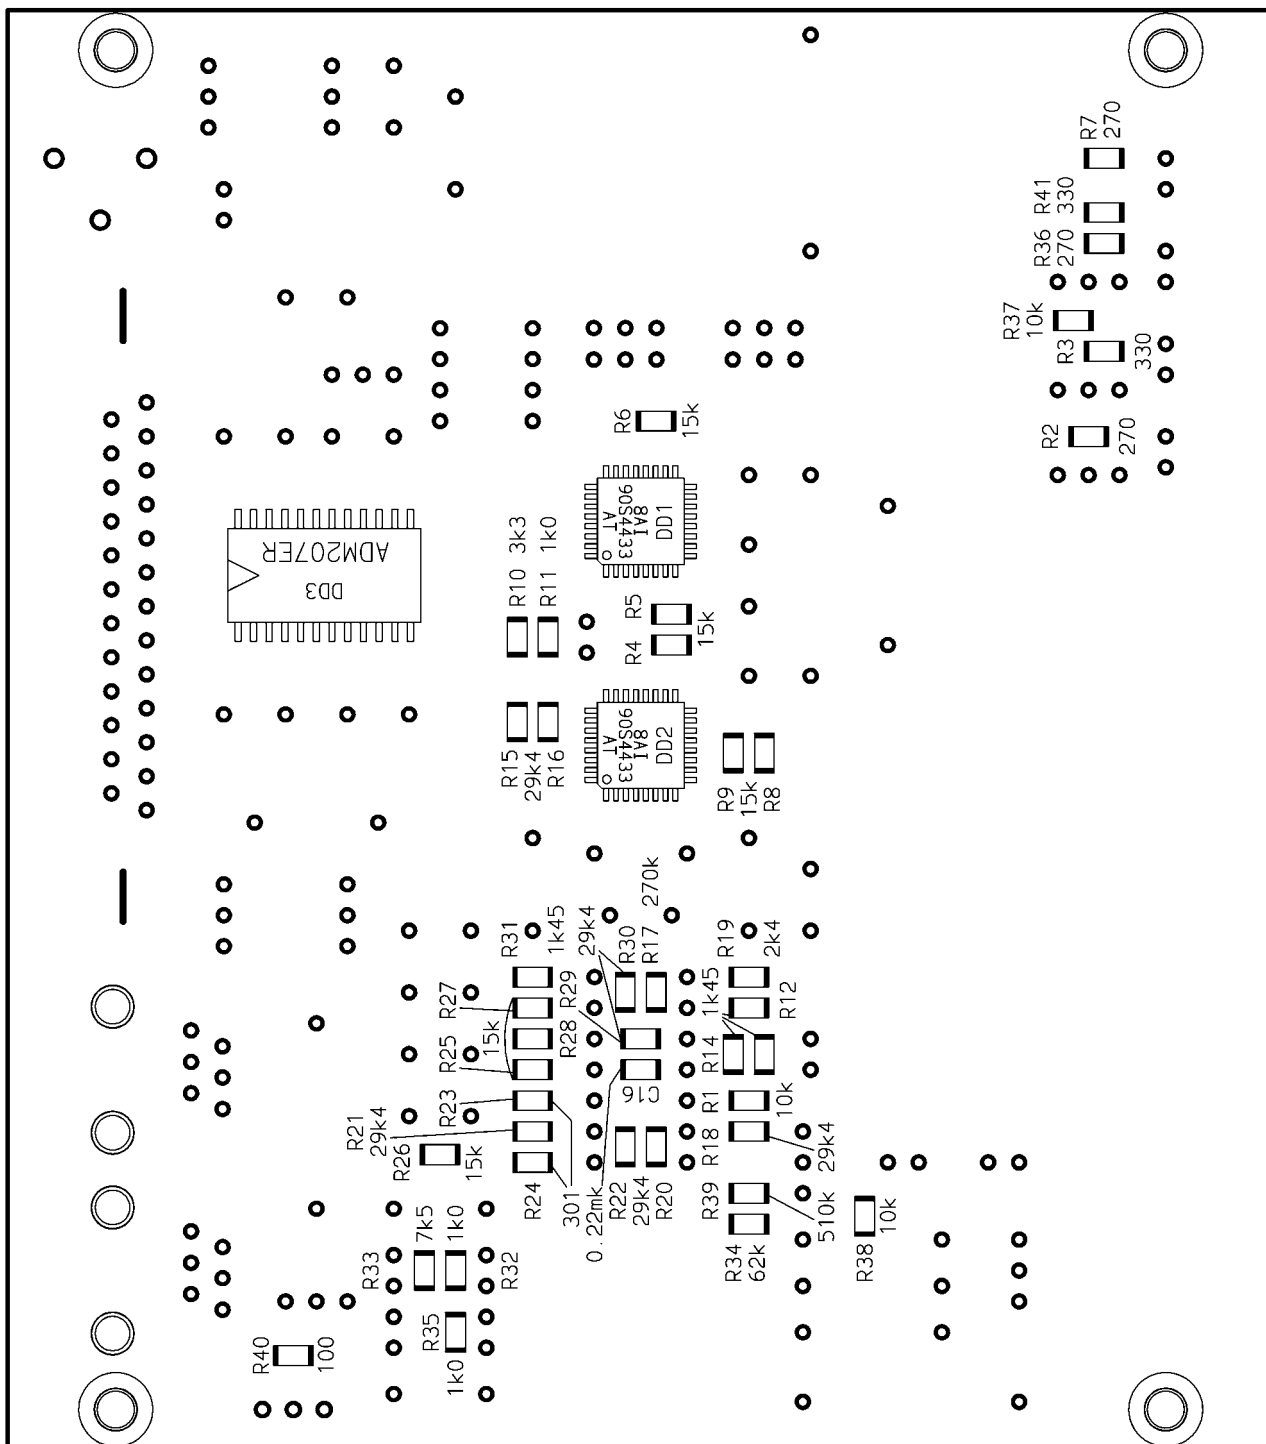 R7
270
R41
330
R36
270
R37
10k
R3
330
R2
270
R6
15k
90S4433
8AI
AT
DD1
ADM207ER
DD3
R10 3k3
R11 1k0
R5
R4
15k
90S4433
8AI
AT
DD2
R15
29k4
R16
R9
15k
R8
270k
R31
1k45
29k4
R30
R17
R19
2k4
R27
R29
1k45
R12
15k
R28
R25
R14
R23
C16
R1
10k
R21
29k4
R26
15k
R18
29k4
R24
301
0.22mk
R22
29k4
R20
R39
510k
R34
62k
R38
10k
R33
7k5
1k0
R32
R35
1k0
R40
100